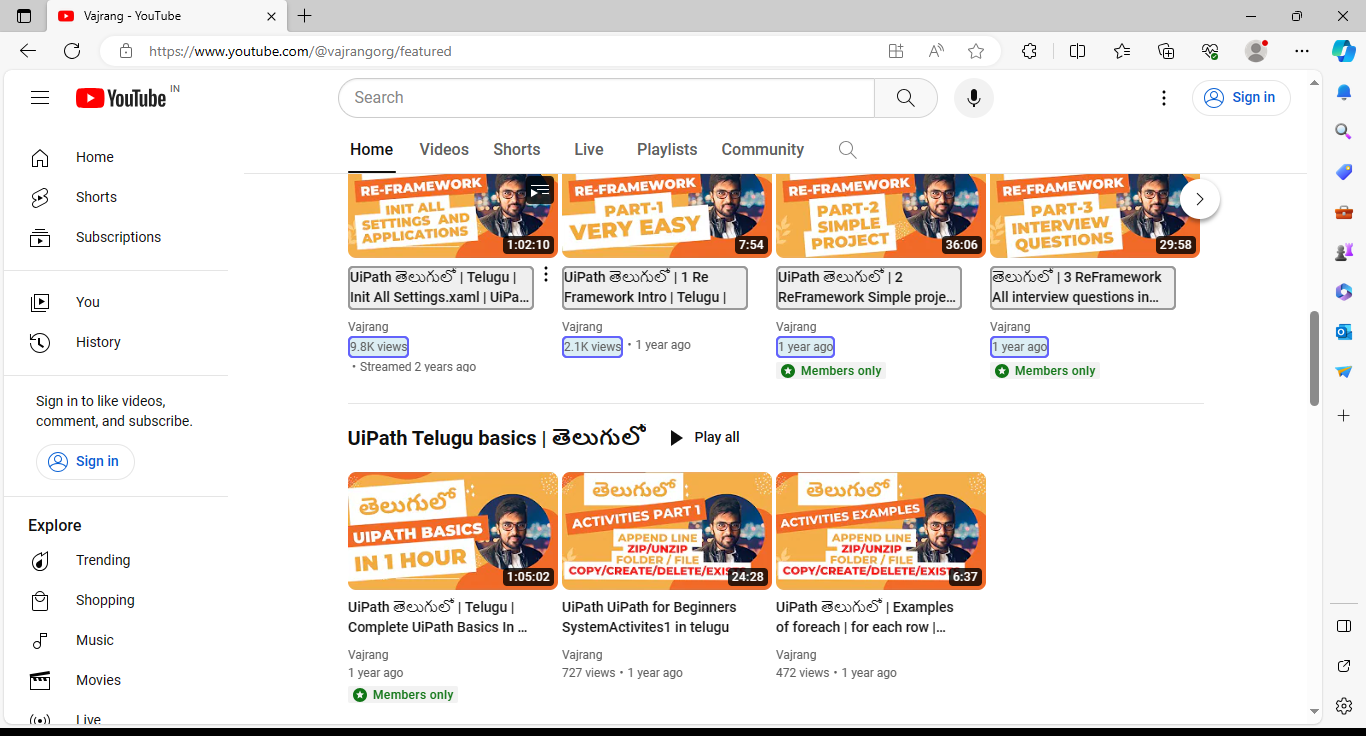 Vajrang - YouTube
https://www.youtube.com/@vajrangorg/featured
YouTube IN
Search
Sign in
Home Videos Shorts Live Playlists Community
Home
Shorts
Subscriptions
You
History
Sign in to like videos,
comment, and subscribe.
Sign in
Explore
Trending
Shopping
Music
Movies
Live
RE-FRAMEWORK
INIT ALL
SETTINGS AND
APPLICATIONS
1:02:10
RE-FRAMEWORK
PART-1
VERY EASY
7:54
RE-FRAMEWORK
PART-2
SIMPLE
PROJECT
36:06
RE-FRAMEWORK
PART-3
INTERVIEW
QUESTIONS
29:58
UiPath తెలుగులో | Telugu |
Init All Settings.xaml | UiPa...
Vajrang
9.8K views
• Streamed 2 years ago
UiPath తెలుగులో | 1 Re
Framework Intro | Telugu |
Vajrang
2.1K views • 1 year ago
UiPath తెలుగులో | 2
ReFramework Simple proje...
Vajrang
1 year ago
Members only
తెలుగులో | 3 ReFramework
All interview questions in...
Vajrang
1 year ago
Members only
UiPath Telugu basics | తెలుగులో Play all
తెలుగులో
UIPATH BASICS
IN 1 HOUR
1:05:02
తెలుగులో
ACTIVITIES PART 1
APPEND LINE
ZIP/UNZIP
FOLDER / FILE
COPY/CREATE/DELETE/EXIS
24:28
తెలుగులో
ACTIVITIES EXAMPLES
APPEND LINE
ZIP/UNZIP
FOLDER / FILE
COPY/CREATE/DELETE/EXIST
6:37
UiPath తెలుగులో | Telugu |
Complete UiPath Basics In ...
Vajrang
1 year ago
Members only
UiPath UiPath for Beginners
SystemActivites1 in telugu
Vajrang
727 views • 1 year ago
UiPath తెలుగులో | Examples
of foreach | for each row |...
Vajrang
472 views • 1 year ago